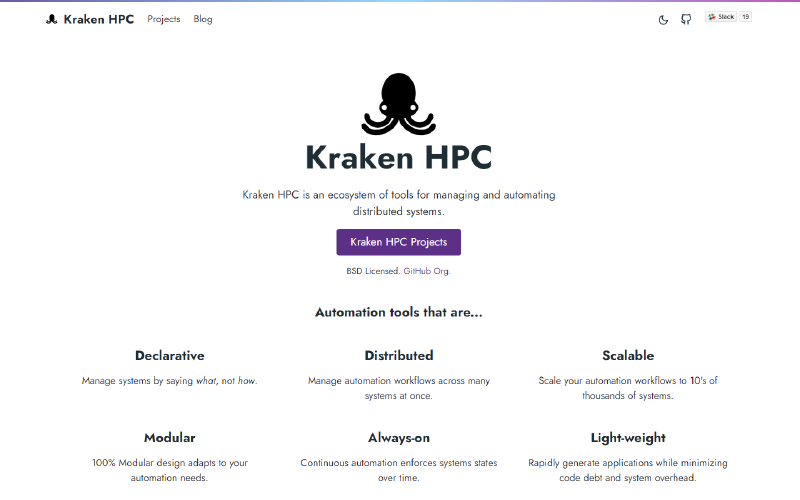 Kraken HPC Projects Blog Slack 19
Kraken HPC
Kraken HPC is an ecosystem of tools for managing and automating
distributed systems.
Kraken HPC Projects
BSD Licensed. GitHub Org.
Automation tools that are...
Declarative
Manage systems by saying what, not how.
Distributed
Manage automation workflows across many
systems at once.
Scalable
Scale your automation workflows to 10's of
thousands of systems.
Modular
100% Modular design adapts to your
automation needs.
Always-on
Continuous automation enforces systems states
over time.
Light-weight
Rapidly generate applications while minimizing
code debt and system overhead.